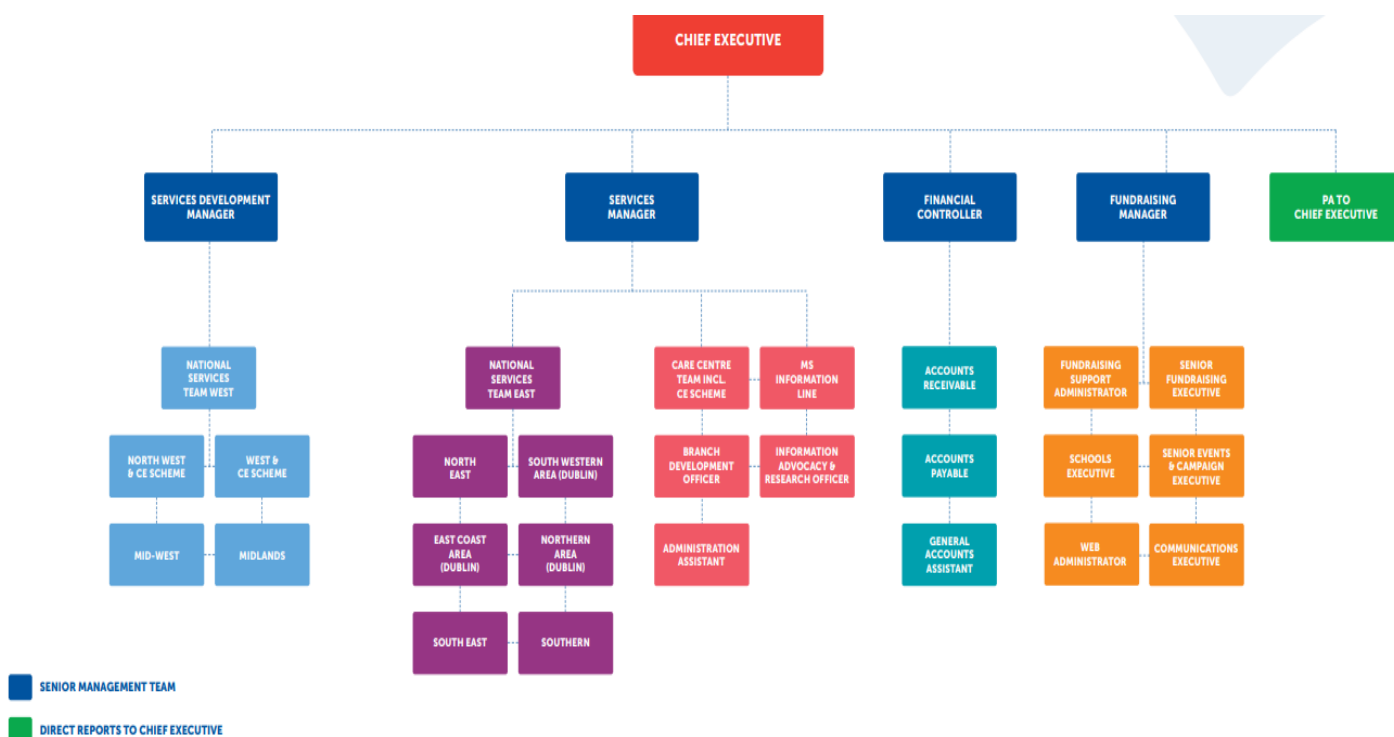 CHIEF EXECUTIVE
SERVICES DEVELOPMENT
MANAGER
SERVICES
MANAGER
FINANCIAL
CONTROLLER
FUNDRAISING
MANAGER
PA TO
CHIEF EXECUTIVE
NATIONAL
SERVICES
TEAM WEST
NATIONAL
SERVICES
TEAM EAST
CARE CENTRE
TEAM INCL.
CE SCHEME
MS
INFORMATION
LINE
ACCOUNTS
RECEIVABLE
FUNDRAISING
SUPPORT
ADMINISTRATOR
SENIOR
FUNDRAISING
EXECUTIVE
NORTH WEST
& CE SCHEME
WEST &
CE SCHEME
NORTH
EAST
SOUTH WESTERN
AREA (DUBLIN)
BRANCH
DEVELOPMENT
OFFICER
INFORMATION
ADVOCACY &
RESEARCH OFFICER
ACCOUNTS
PAYABLE
SCHOOLS
EXECUTIVE
SENIOR EVENTS
& CAMPAIGN
EXECUTIVE
MID-WEST
MIDLANDS
EAST COAST
AREA
(DUBLIN)
NORTHERN
AREA
(DUBLIN)
ADMINISTRATION
ASSISTANT
GENERAL
ACCOUNTS
ASSISTANT
WEB
ADMINISTRATOR
COMMUNICATIONS
EXECUTIVE
SOUTH EAST
SOUTHERN
SENIOR MANAGEMENT TEAM
DIRECT REPORTS TO CHIEF EXECUTIVE